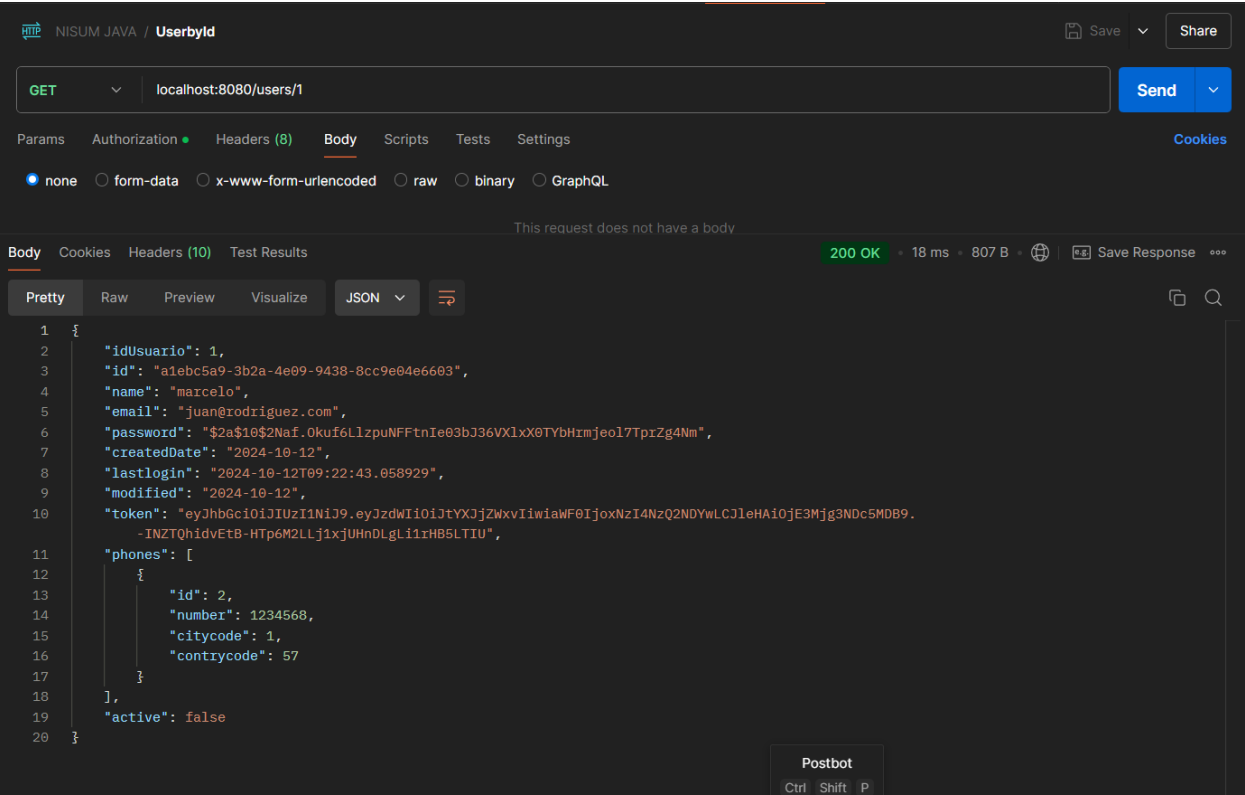 HTTP NISUM JAVA / UserbyId Save Share
GET localhost:8080/users/1 Send
Params Authorization Headers (8) Body Scripts Tests Settings Cookies
none form-data x-www-form-urlencoded raw binary GraphQL
This request does not have a body
Body Cookies Headers (10) Test Results 200 OK 18 ms 807 B e.g. Save Response
Pretty Raw Preview Visualize JSON
1 {
2 "idUsuario": 1,
3 "id": "a1ebc5a9-3b2a-4e09-9438-8cc9e04e6603",
4 "name": "marcelo",
5 "email": "juan@rodriguez.com",
6 "password": "$2a$10$2Naf.Okuf6LlzpuNFFtnIe03bJ36VXlxX0TYbHrmjeol7TprZg4Nm",
7 "createdDate": "2024-10-12",
8 "lastlogin": "2024-10-12T09:22:43.058929",
9 "modified": "2024-10-12",
10 "token": "eyJhbGciOiJIUzI1NiJ9.eyJzdWIiOiJtYXJjZWxvIiwiaWF0IjoxNzI4NzQ2NDYwLCJleHAiOjE3Mjg3NDc5MDB9.
-INZTQhidvEtB-HTp6M2LLj1xjUHnDLgLi1rHB5LTIU",
11 "phones": [
12 {
13 "id": 2,
14 "number": 1234568,
15 "citycode": 1,
16 "contrycode": 57
17 }
18 ],
19 "active": false
20 }
Postbot
Ctrl Shift P